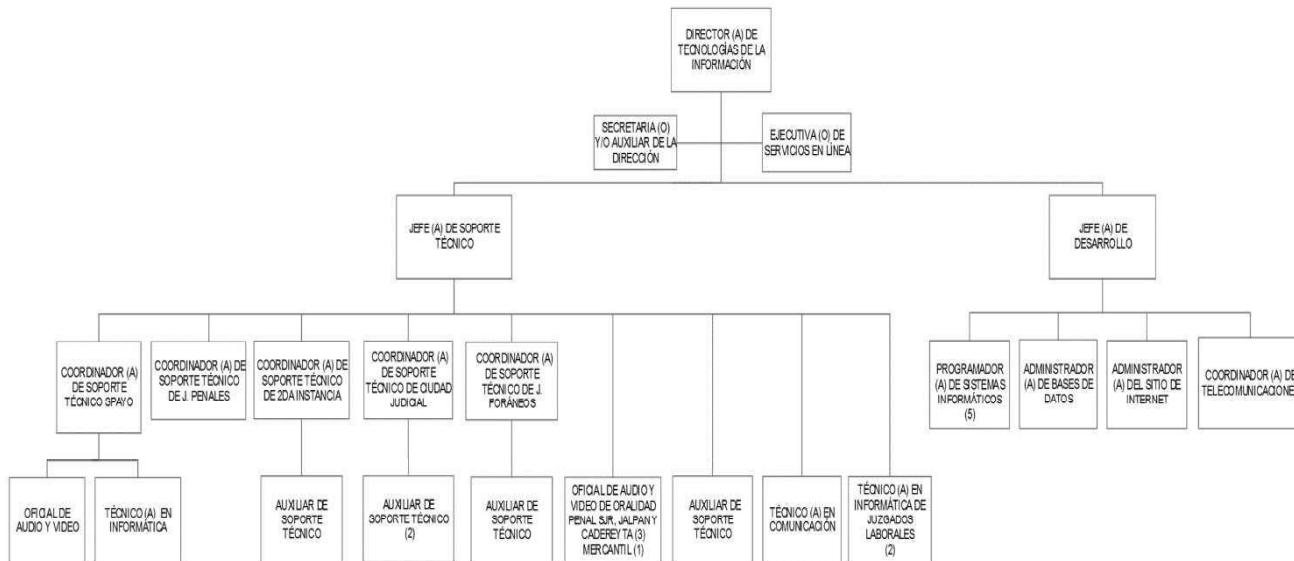 DIRECTOR (A) DE
TECNOLOGÍAS DE LA
INFORMACIÓN
SECRETARIA (O)
Y/O AUXILIAR DE LA
DIRECCIÓN
EJECUTIVA (O) DE
SERVICIOS EN LÍNEA
JEFE (A) DE SOPORTE
TÉCNICO
JEFE (A) DE
DESARROLLO
COORDINADOR (A)
DE SOPORTE
TÉCNICO SPAYO
COORDINADOR (A) DE
SOPORTE TÉCNICO
DE J. PENALES
COORDINADOR (A) DE
SOPORTE TÉCNICO
DE 2DA INSTANCIA
COORDINADOR (A)
DE SOPORTE
TÉCNICO DE CIUDAD
JUDICIAL
COORDINADOR (A)
DE SOPORTE
TÉCNICO DE J.
FORÁNEOS
PROGRAMADOR
(A) DE SISTEMAS
INFORMÁTICOS
(5)
ADMINISTRADOR
(A) DE BASES DE
DATOS
ADMINISTRADOR
(A) DEL SITIO DE
INTERNET
COORDINADOR (A) DE
TELECOMUNICACIONE
OFICIAL DE
AUDIO Y VIDEO
TÉCNICO (A) EN
INFORMÁTICA
AUXILIAR DE
SOPORTE
TÉCNICO
AUXILIAR DE
SOPORTE TÉCNICO
(2)
AUXILIAR DE
SOPORTE
TÉCNICO
OFICIAL DE AUDIO Y
VIDEO DE ORALIDAD
PENAL SJR, JALPAN Y
CADEREYTA (3)
MERCANTIL (1)
AUXILIAR DE
SOPORTE
TÉCNICO
TÉCNICO (A) EN
COMUNICACIÓN
TÉCNICO (A) EN
INFORMÁTICA DE
JUZGADOS
LABORALES
(2)